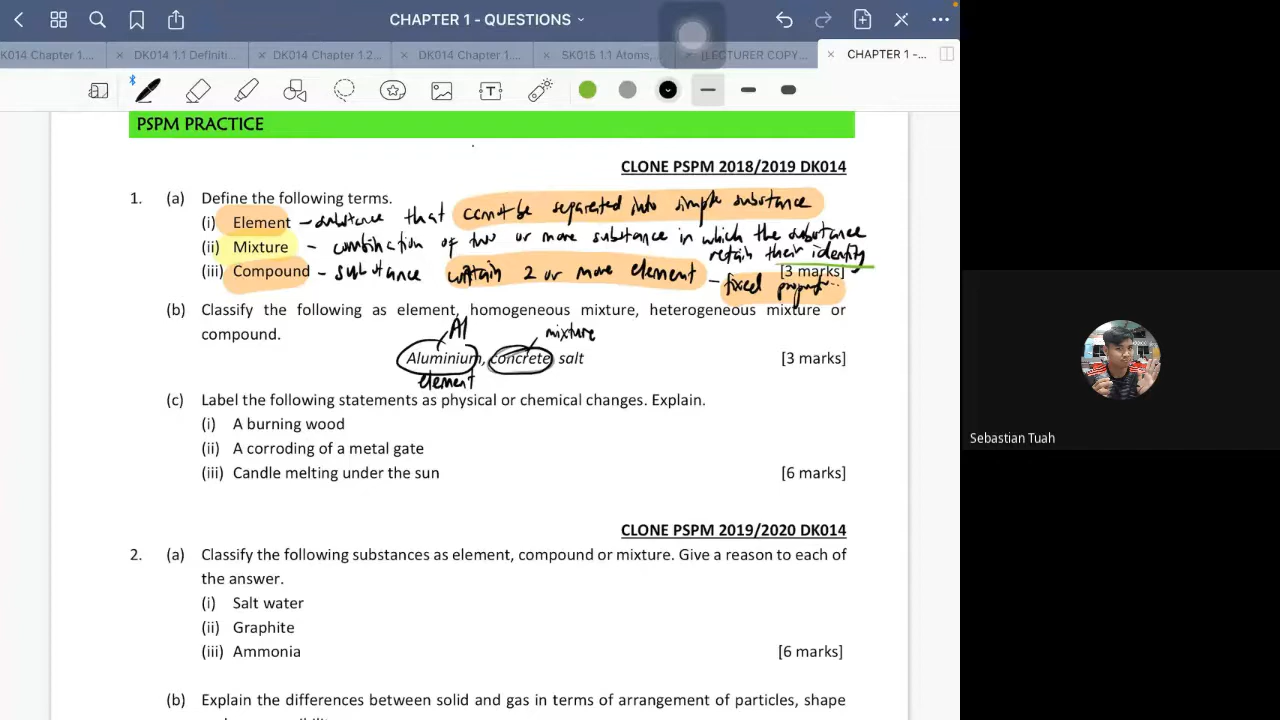 CHAPTER 1 - QUESTIONS
K014 Chapter 1....
DK014 1.1 Definiti...
DK014 Chapter 1.2...
DK014 Chapter 1....
SK015 1.1 Atoms,...
[LECTURER COPY...
CHAPTER 1 -...
PSPM PRACTICE
CLONE PSPM 2018/2019 DK014
1. (a) Define the following terms.
(i) Element - substance that cannot be separated into simple substance
(ii) Mixture - combination of two or more substance in which the substance
retain their identity
(iii) Compound - substance contain 2 or more element - fixed [3 marks]
(b) Classify the following as element, homogeneous mixture, heterogeneous mixture or
compound.
Al mixture
Aluminium, concrete, salt [3 marks]
element
(c) Label the following statements as physical or chemical changes. Explain.
(i) A burning wood
(ii) A corroding of a metal gate
(iii) Candle melting under the sun [6 marks]
CLONE PSPM 2019/2020 DK014
2. (a) Classify the following substances as element, compound or mixture. Give a reason to each of
the answer.
(i) Salt water
(ii) Graphite
(iii) Ammonia [6 marks]
(b) Explain the differences between solid and gas in terms of arrangement of particles, shape
Sebastian Tuah